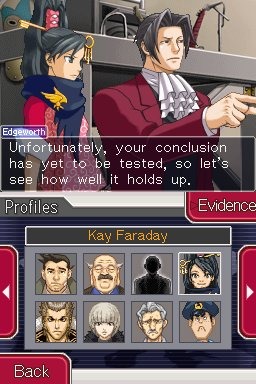 Edgeworth
Unfortunately, your conclusion
has yet to be tested, so let's
see how well it holds up.
Profiles
Evidence
Kay Faraday
Back